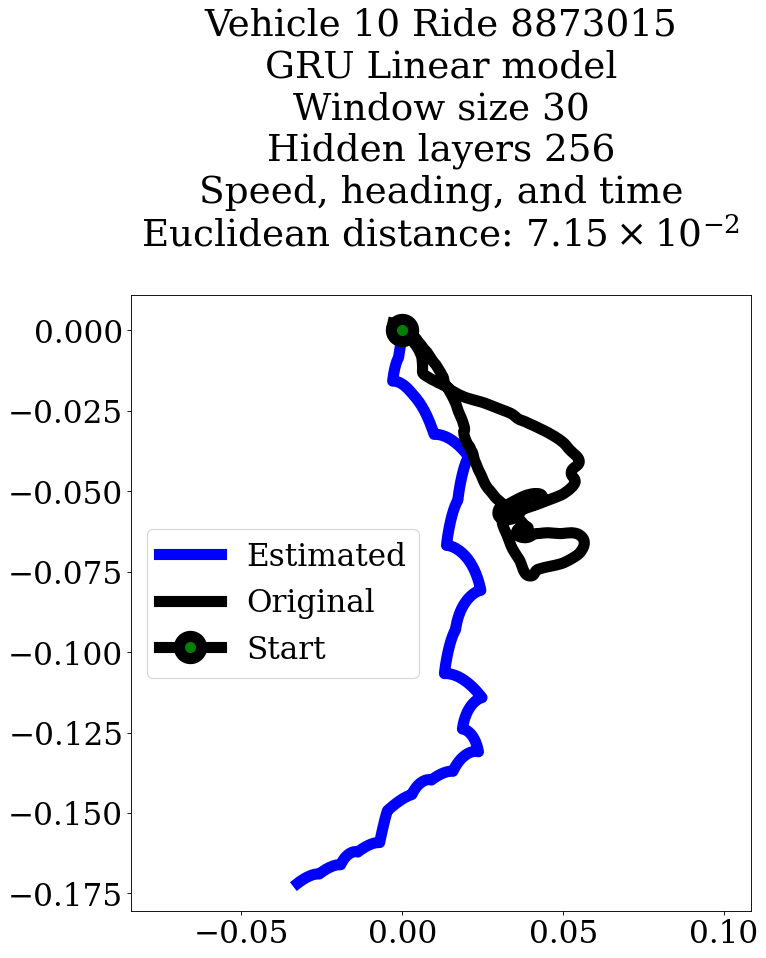 Vehicle 10 Ride 8873015
GRU Linear model
Window size 30
Hidden layers 256
Speed, heading, and time
Euclidean distance: 7.15 × 10⁻²
0.000
−0.025
−0.050
−0.075
−0.100
−0.125
−0.150
−0.175
Estimated
Original
Start
−0.05
0.00
0.05
0.10